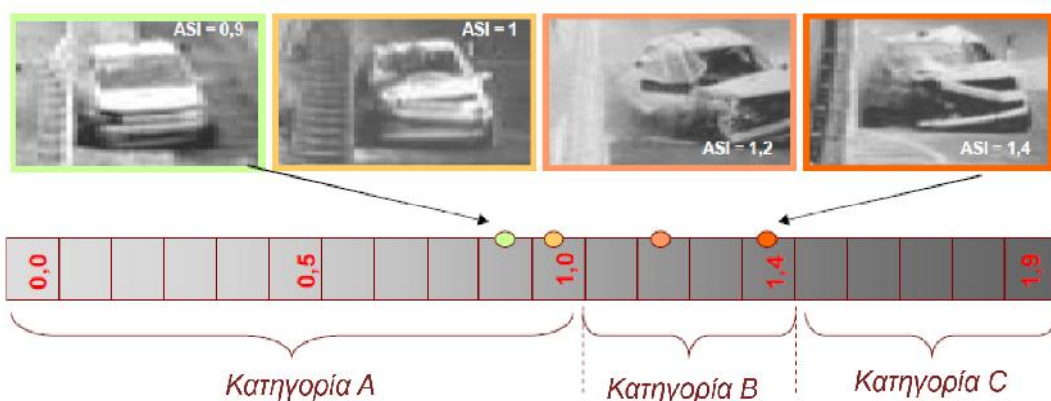 ASI = 0,9
ASI = 1
ASI = 1,2
ASI = 1,4
0,0
0,5
1,0
1,4
1,9
Κατηγορία A
Κατηγορία B
Κατηγορία C